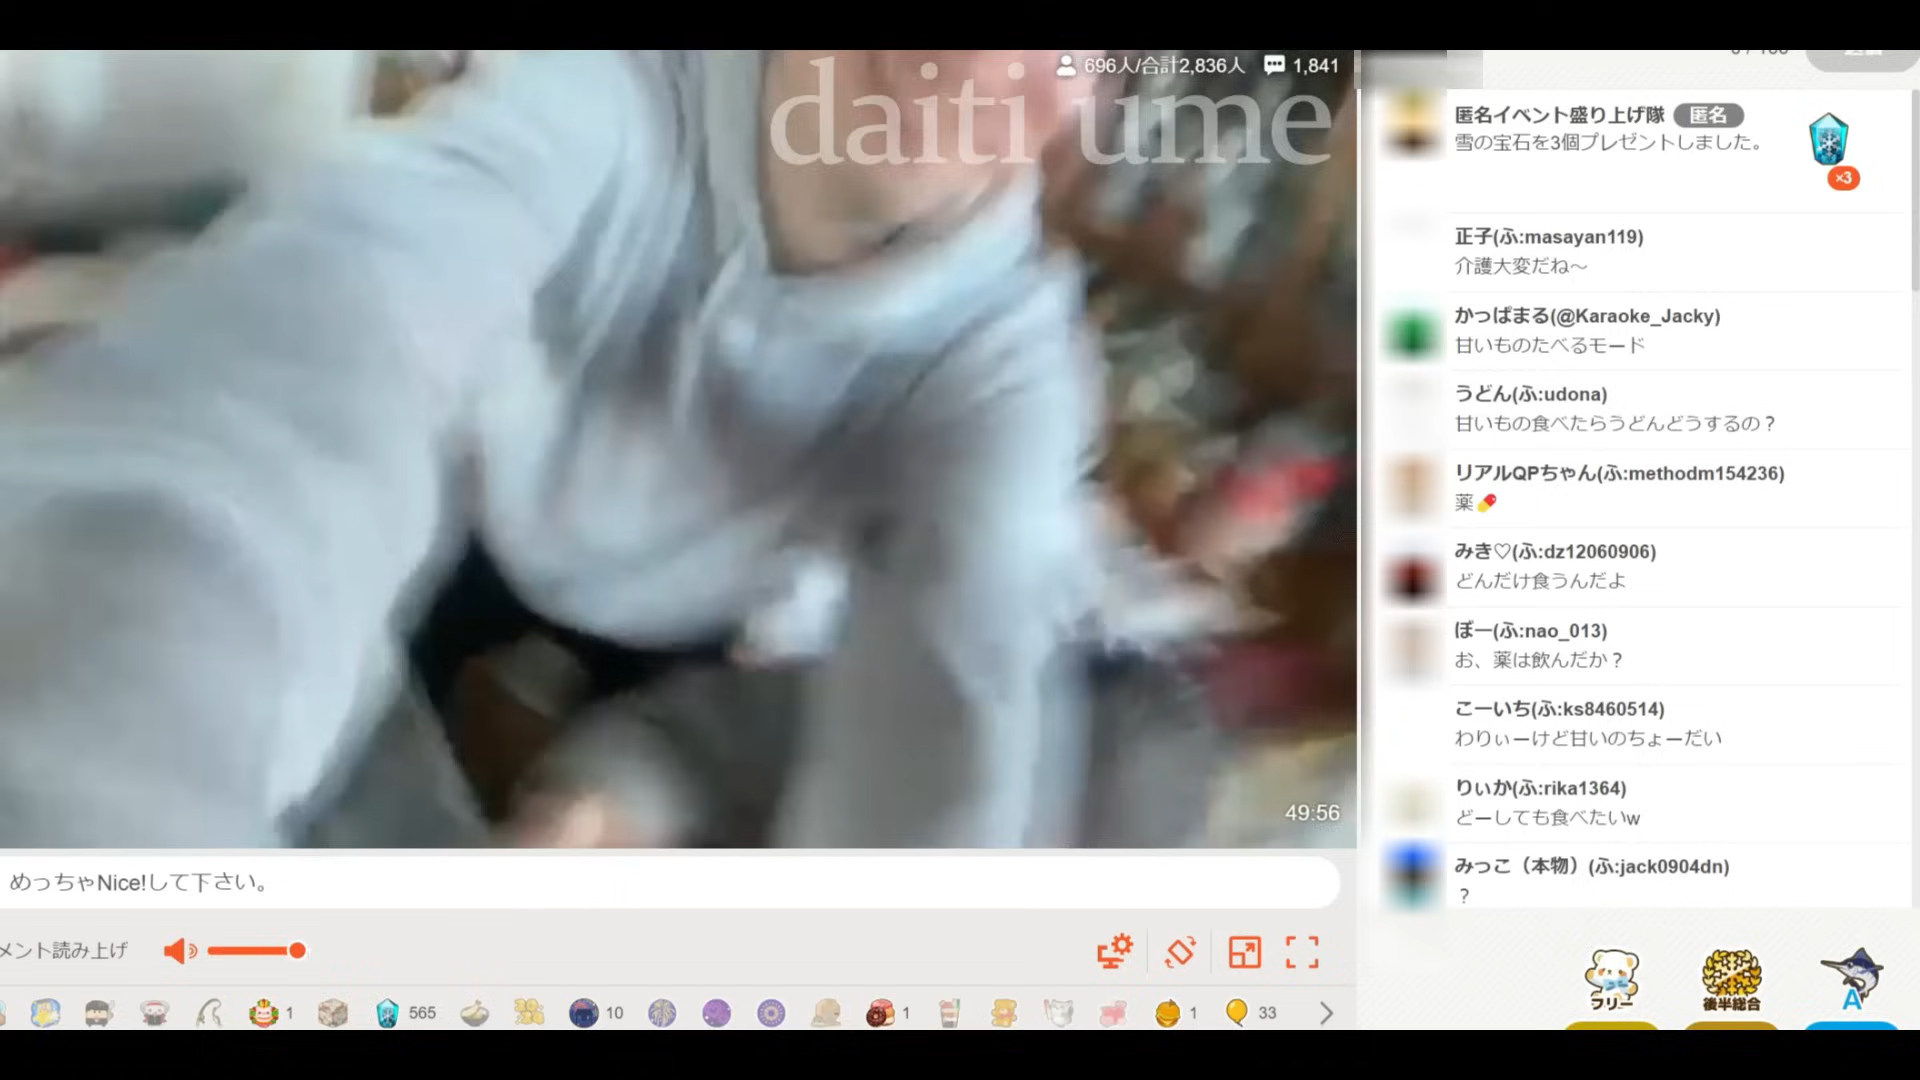 696人/合計2,836人 1,841
daiti ume
49:56
めっちゃNice!して下さい。
メント読み上げ
1
565
10
1
1
33
匿名イベント盛り上げ隊 匿名
雪の宝石を3個プレゼントしました。
×3
正子(ふ:masayan119)
介護大変だね～
かっぱまる(@Karaoke_Jacky)
甘いものたべるモード
うどん(ふ:udona)
甘いもの食べたらうどんどうするの？
リアルQPちゃん(ふ:methodm154236)
薬💊
みき♡(ふ:dz12060906)
どんだけ食うんだよ
ぼー(ふ:nao_013)
お、薬は飲んだか？
こーいち(ふ:ks8460514)
わりぃーけど甘いのちょーだい
りぃか(ふ:rika1364)
どーしても食べたいw
みっこ（本物）(ふ:jack0904dn)
？
フリー
後半総合
A